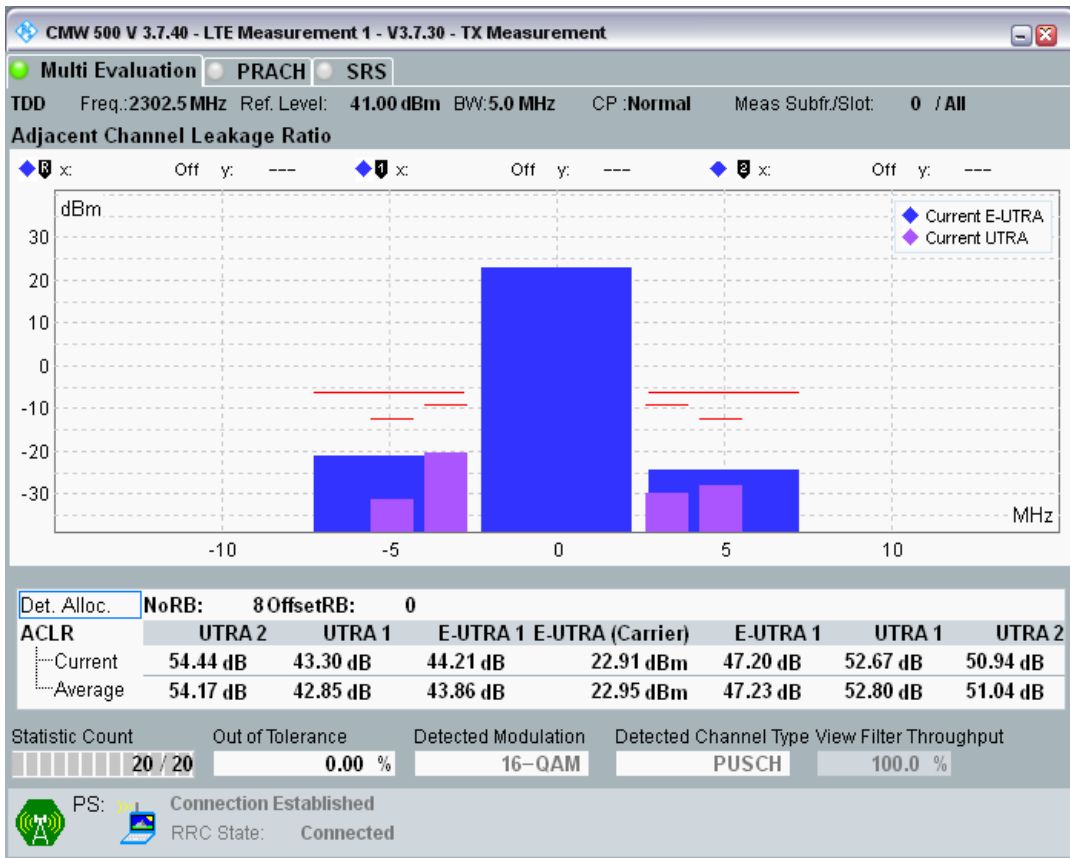 CMW 500 V 3.7.40 - LTE Measurement 1 - V3.7.30 - TX Measurement
Multi Evaluation PRACH SRS
TDD Freq.:2302.5 MHz Ref. Level: 41.00 dBm BW:5.0 MHz CP :Normal Meas Subfr./Slot: 0 / All
Adjacent Channel Leakage Ratio
R x: Off y: --- 1 x: Off y: --- 2 x: Off y: ---
dBm
Current E-UTRA
Current UTRA
30
20
10
0
-10
-20
-30
MHz
-10 -5 0 5 10
Det. Alloc. NoRB: 8 OffsetRB: 0
ACLR UTRA 2 UTRA 1 E-UTRA 1 E-UTRA (Carrier) E-UTRA 1 UTRA 1 UTRA 2
Current 54.44 dB 43.30 dB 44.21 dB 22.91 dBm 47.20 dB 52.67 dB 50.94 dB
Average 54.17 dB 42.85 dB 43.86 dB 22.95 dBm 47.23 dB 52.80 dB 51.04 dB
Statistic Count Out of Tolerance Detected Modulation Detected Channel Type View Filter Throughput
20 / 20 0.00 % 16-QAM PUSCH 100.0 %
PS: Connection Established
RRC State: Connected